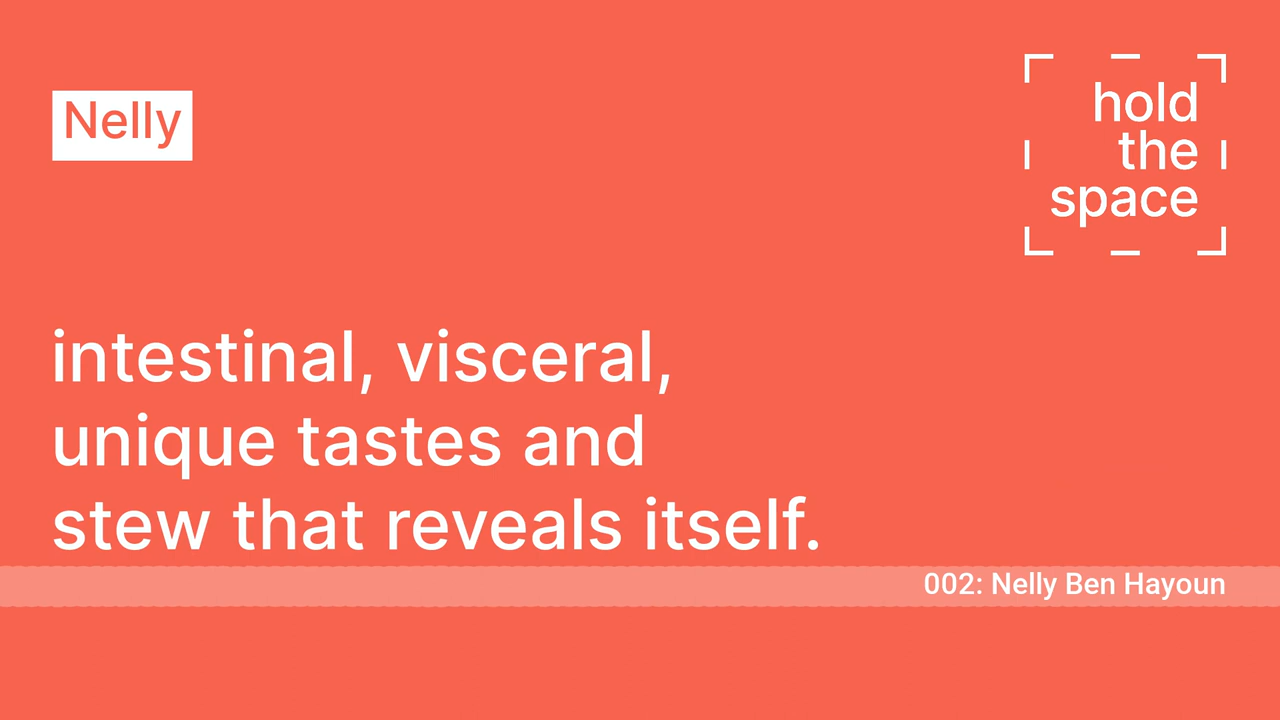 Nelly
hold
the
space
intestinal, visceral,
unique tastes and
stew that reveals itself.
002: Nelly Ben Hayoun